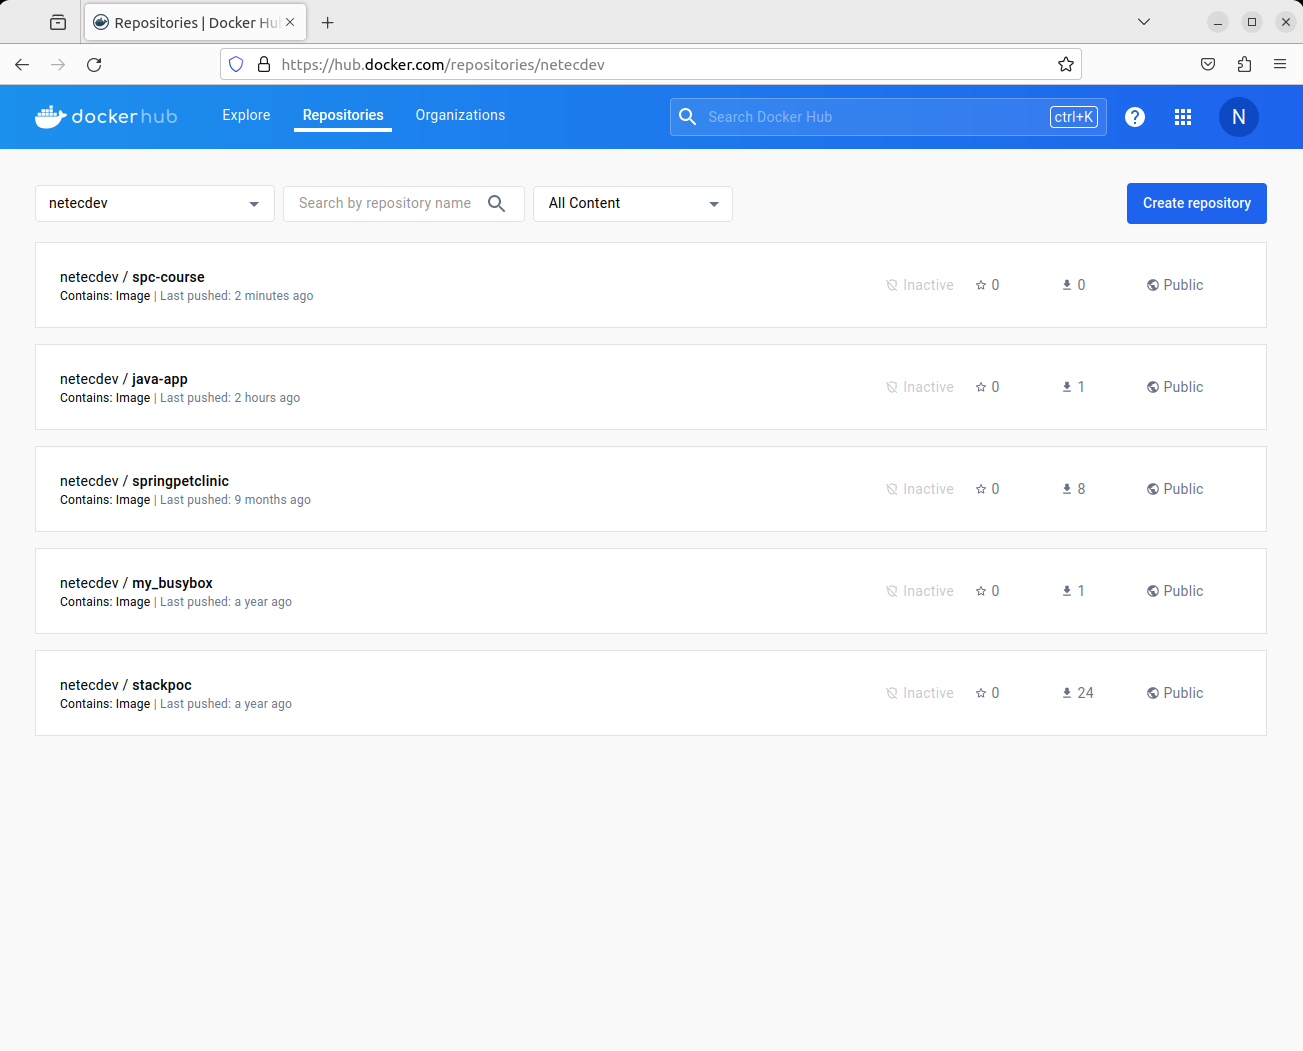 Repositories | Docker Hu
https://hub.docker.com/repositories/netecdev
docker hub Explore Repositories Organizations Search Docker Hub ctrl+K ? N
netecdev Search by repository name All Content Create repository
netecdev / spc-course
Contains: Image | Last pushed: 2 minutes ago
Inactive 0 0 Public
netecdev / java-app
Contains: Image | Last pushed: 2 hours ago
Inactive 0 1 Public
netecdev / springpetclinic
Contains: Image | Last pushed: 9 months ago
Inactive 0 8 Public
netecdev / my_busybox
Contains: Image | Last pushed: a year ago
Inactive 0 1 Public
netecdev / stackpoc
Contains: Image | Last pushed: a year ago
Inactive 0 24 Public